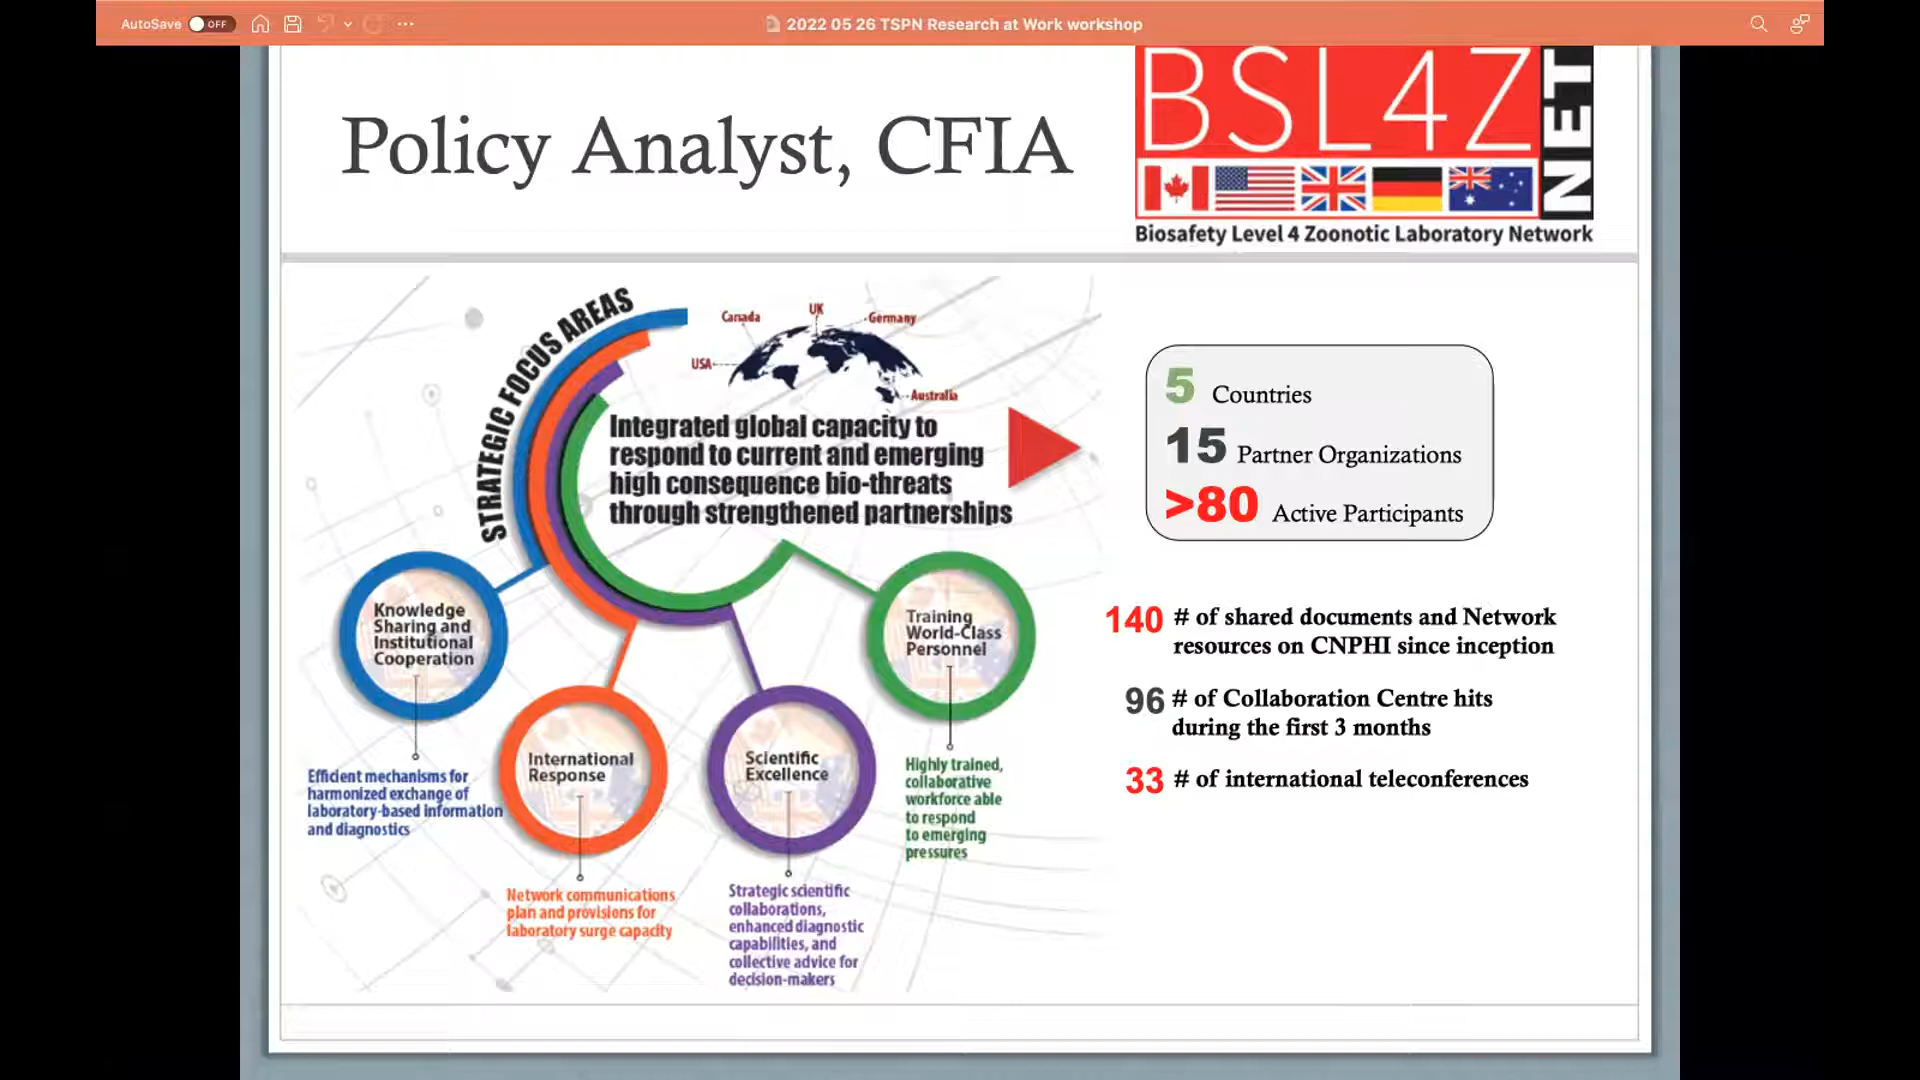 AutoSave OFF
2022 05 26 TSPN Research at Work workshop
Policy Analyst, CFIA
BSL4Z
NET
Biosafety Level 4 Zoonotic Laboratory Network
STRATEGIC FOCUS AREAS
Canada
UK
Germany
USA
Australia
Integrated global capacity to
respond to current and emerging
high consequence bio-threats
through strengthened partnerships
5 Countries
15 Partner Organizations
>80 Active Participants
Knowledge
Sharing and
Institutional
Cooperation
Efficient mechanisms for
harmonized exchange of
laboratory-based information
and diagnostics
International
Response
Network communications
plan and provisions for
laboratory surge capacity
Scientific
Excellence
Strategic scientific
collaborations,
enhanced diagnostic
capabilities, and
collective advice for
decision-makers
Training
World-Class
Personnel
Highly trained,
collaborative
workforce able
to respond
to emerging
pressures
140 # of shared documents and Network
resources on CNPHI since inception
96 # of Collaboration Centre hits
during the first 3 months
33 # of international teleconferences